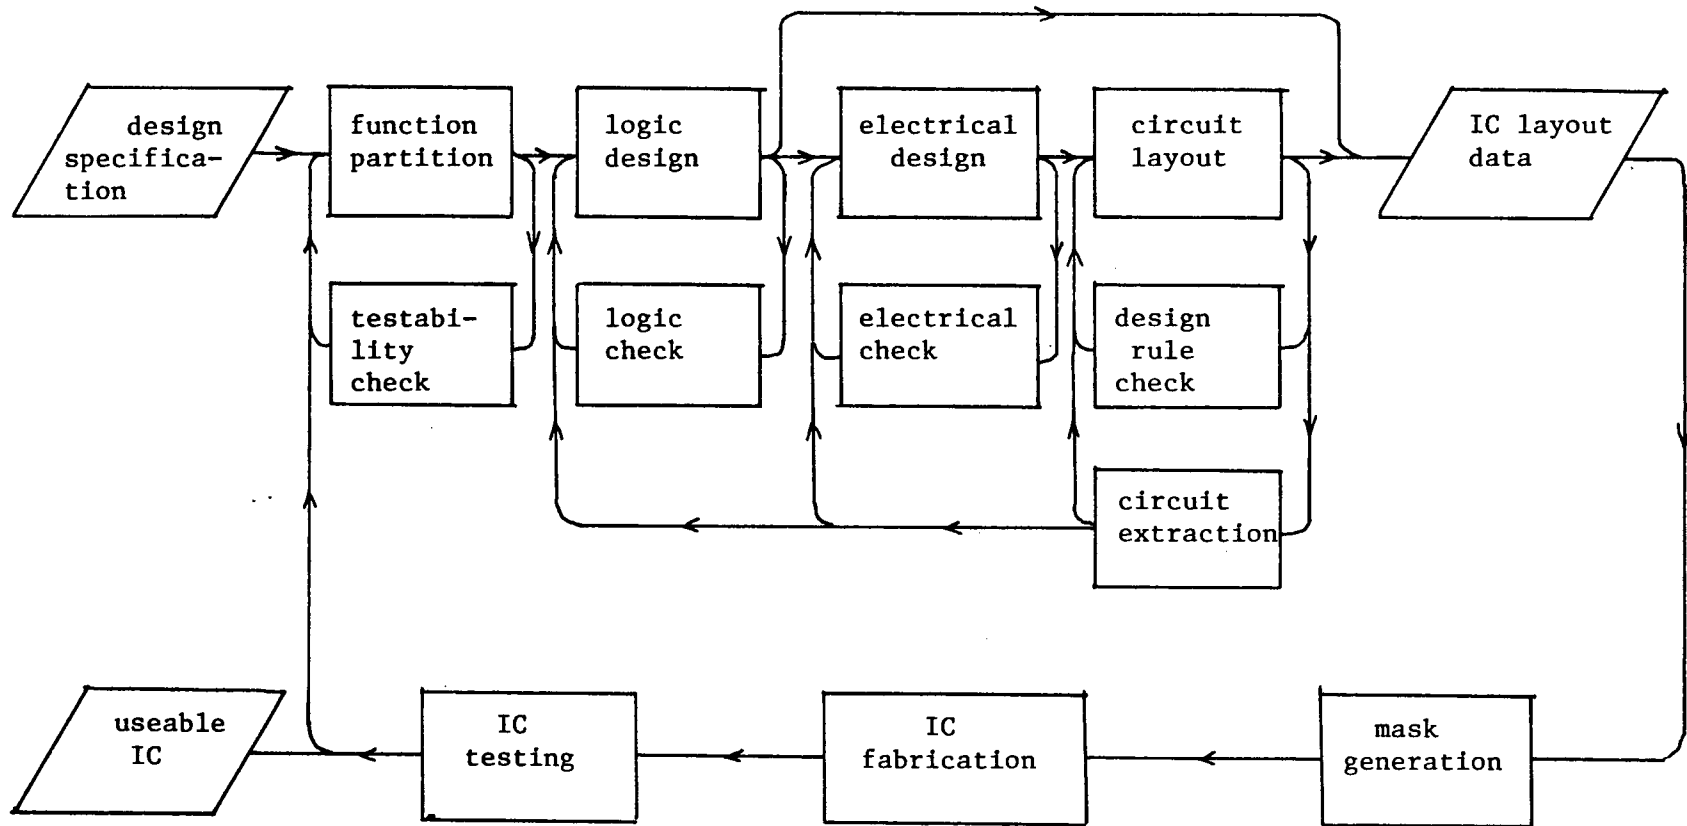 design
specifica-
tion
function
partition
logic
design
electrical
design
circuit
layout
IC layout
data
testabi-
lity
check
logic
check
electrical
check
design
rule
check
circuit
extraction
useable
IC
IC
testing
IC
fabrication
mask
generation